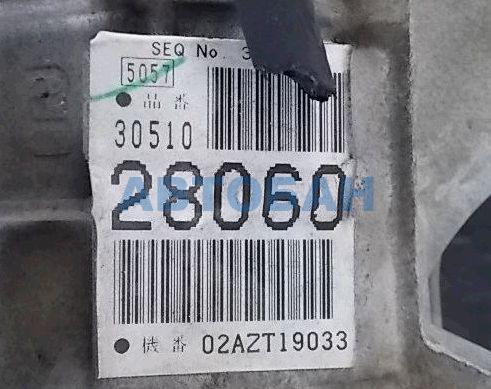 SEQ No. 3
5057
● 品番
30510
28060
АВТОБАН
● 機番 02AZT19033